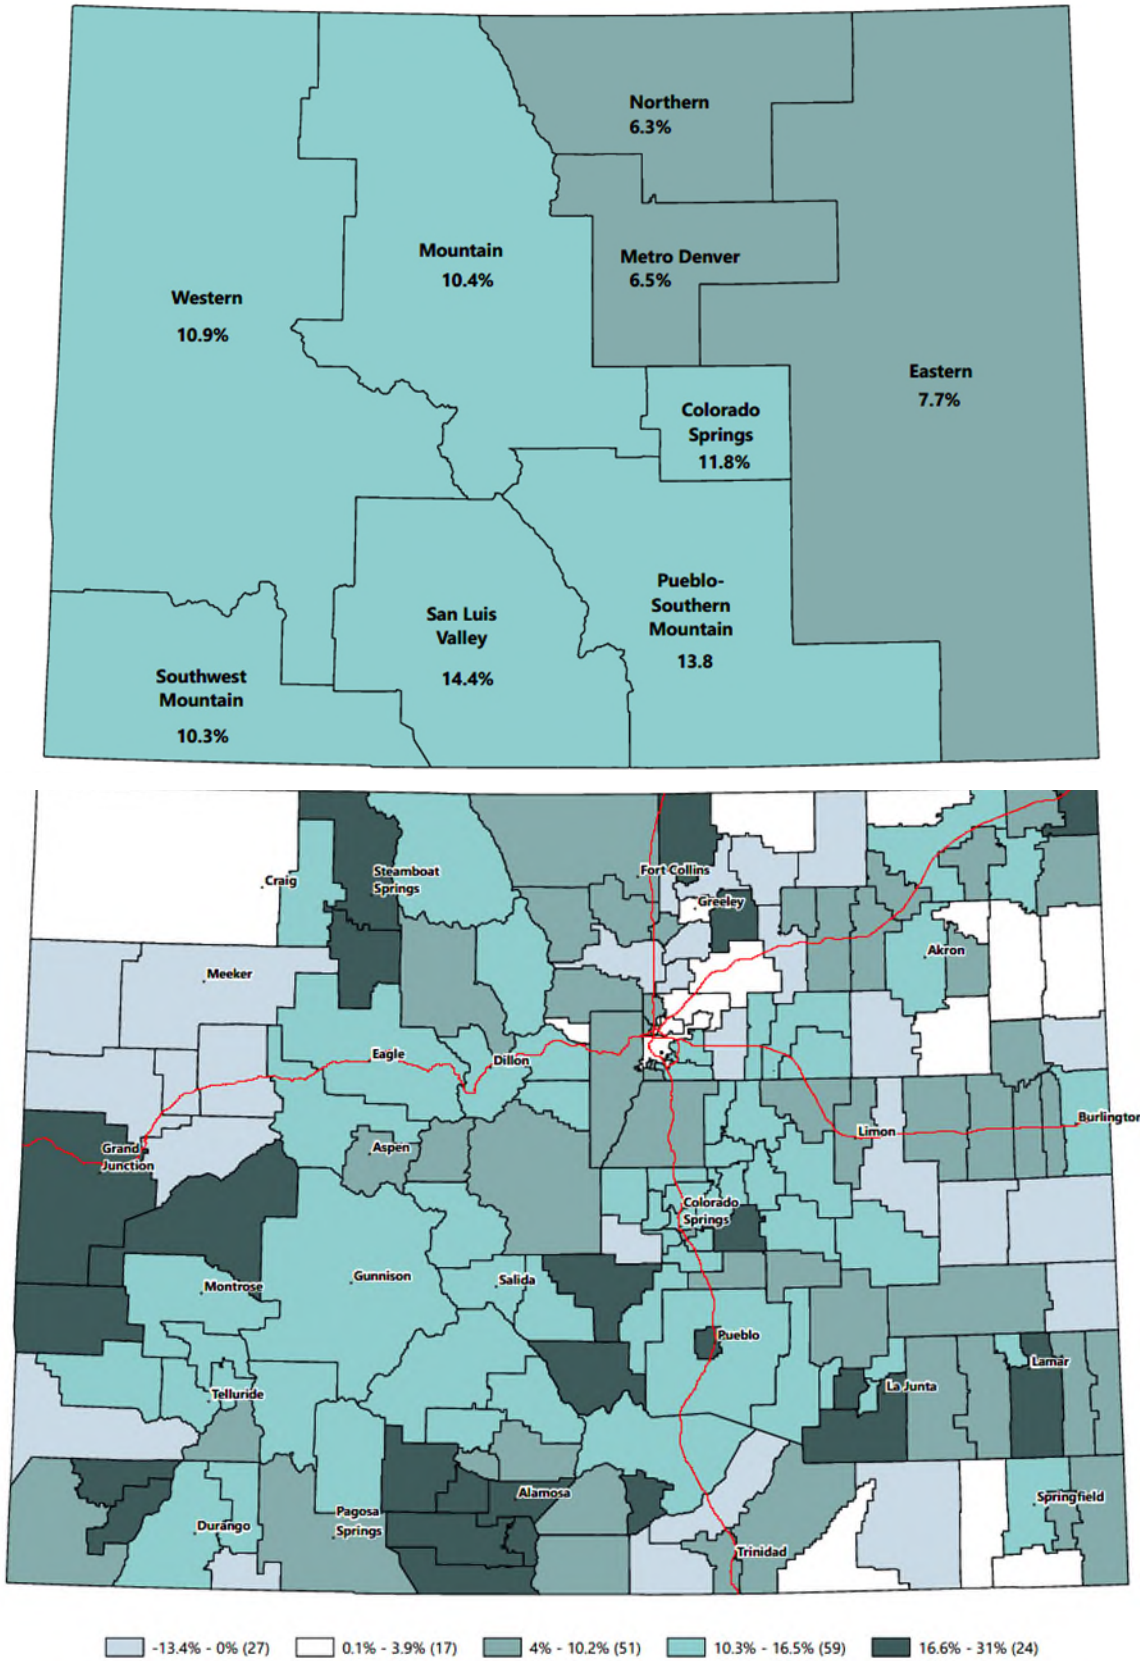 Northern
6.3%
Mountain
10.4%
Metro Denver
6.5%
Western
10.9%
Eastern
7.7%
Colorado
Springs
11.8%
Pueblo-
Southern
Mountain
13.8
San Luis
Valley
14.4%
Southwest
Mountain
10.3%
Steamboat
Springs
Craig
Fort Collins
Greeley
Akron
Meeker
Eagle
Dillon
Burlington
Limon
Grand
Junction
Aspen
Colorado
Springs
Gunnison
Salida
Montrose
Pueblo
Lamar
La Junta
Telluride
Alamosa
Springfield
Pagosa
Springs
Durango
Trinidad
-13.4% - 0% (27)
0.1% - 3.9% (17)
4% - 10.2% (51)
10.3% - 16.5% (59)
16.6% - 31% (24)